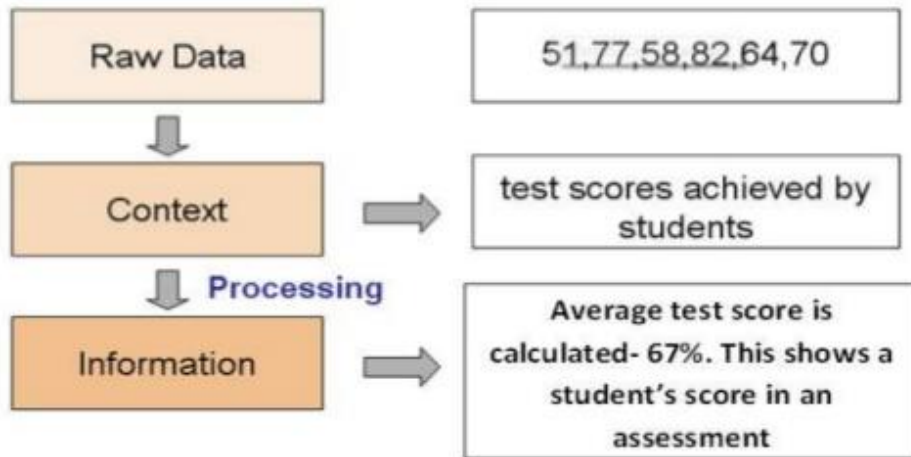 Raw Data
51,77,58,82,64,70
Context
test scores achieved by
students
Processing
Information
Average test score is
calculated- 67%. This shows a
student's score in an
assessment